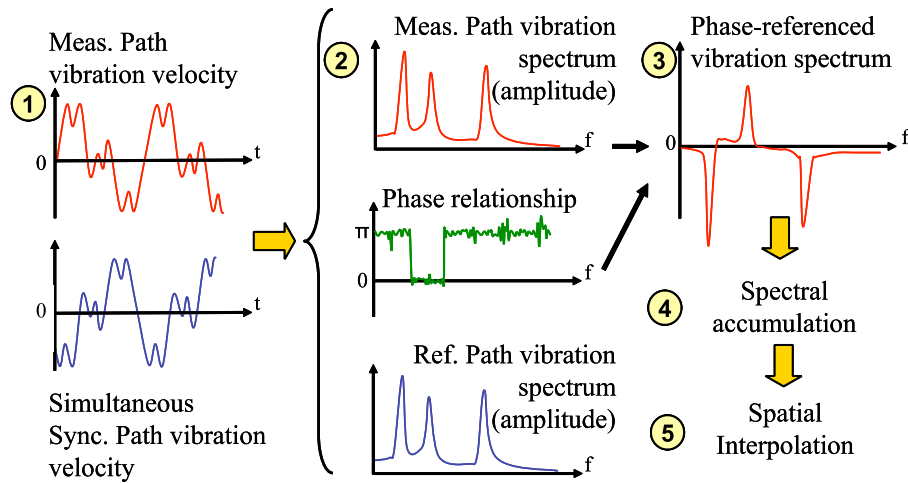 Meas. Path
vibration velocity
1
0
t
0
t
Simultaneous
Sync. Path vibration
velocity
2
Meas. Path vibration
spectrum
(amplitude)
f
Phase relationship
π
0
f
Ref. Path vibration
spectrum
(amplitude)
f
3
Phase-referenced
vibration spectrum
0
f
4
Spectral
accumulation
5
Spatial
Interpolation